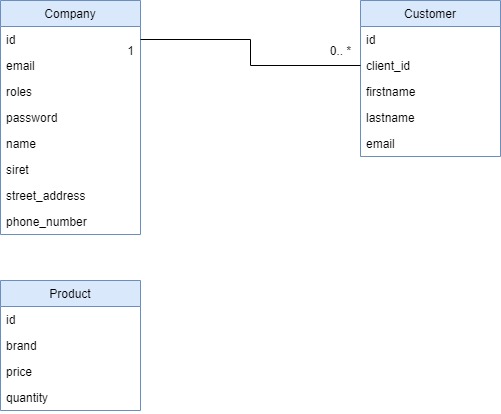 Company
id
email
roles
password
name
siret
street_address
phone_number
1
0.. *
Customer
id
client_id
firstname
lastname
email
Product
id
brand
price
quantity